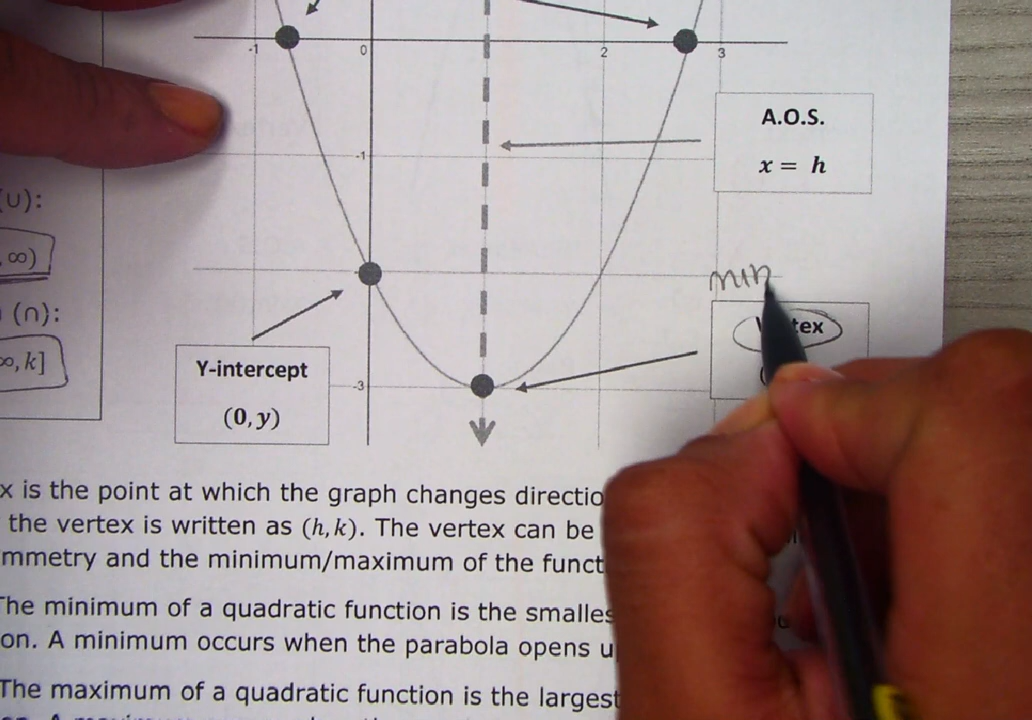 -1 0 2 3
A.O.S.
x = h
-1
(∪):
, ∞)
min
(∩):
∞, k]
Y-intercept
(0, y)
-3
x is the point at which the graph changes directio
the vertex is written as (h, k). The vertex can be
mmetry and the minimum/maximum of the funct
The minimum of a quadratic function is the smalles
on. A minimum occurs when the parabola opens u
The maximum of a quadratic function is the largest